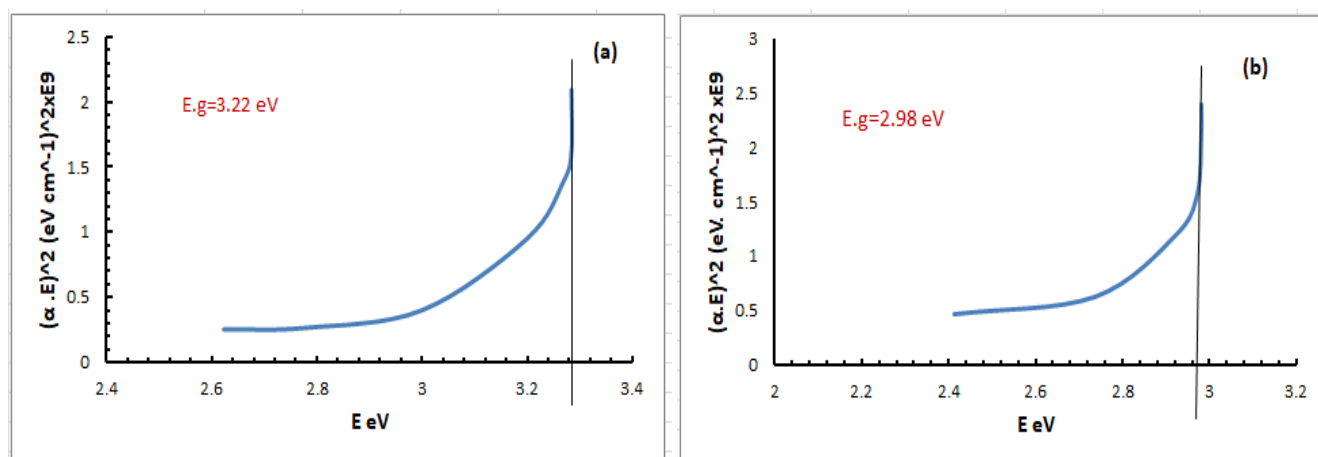 (a)
E.g=3.22 eV
(α .E)^2 (eV cm^-1)^2xE9
2.5
2
1.5
1
0.5
0
2.4 2.6 2.8 3 3.2 3.4
E eV
(b)
E.g=2.98 eV
(α.E)^2 (eV. cm^-1)^2 xE9
3
2.5
2
1.5
1
0.5
0
2 2.2 2.4 2.6 2.8 3 3.2
E eV